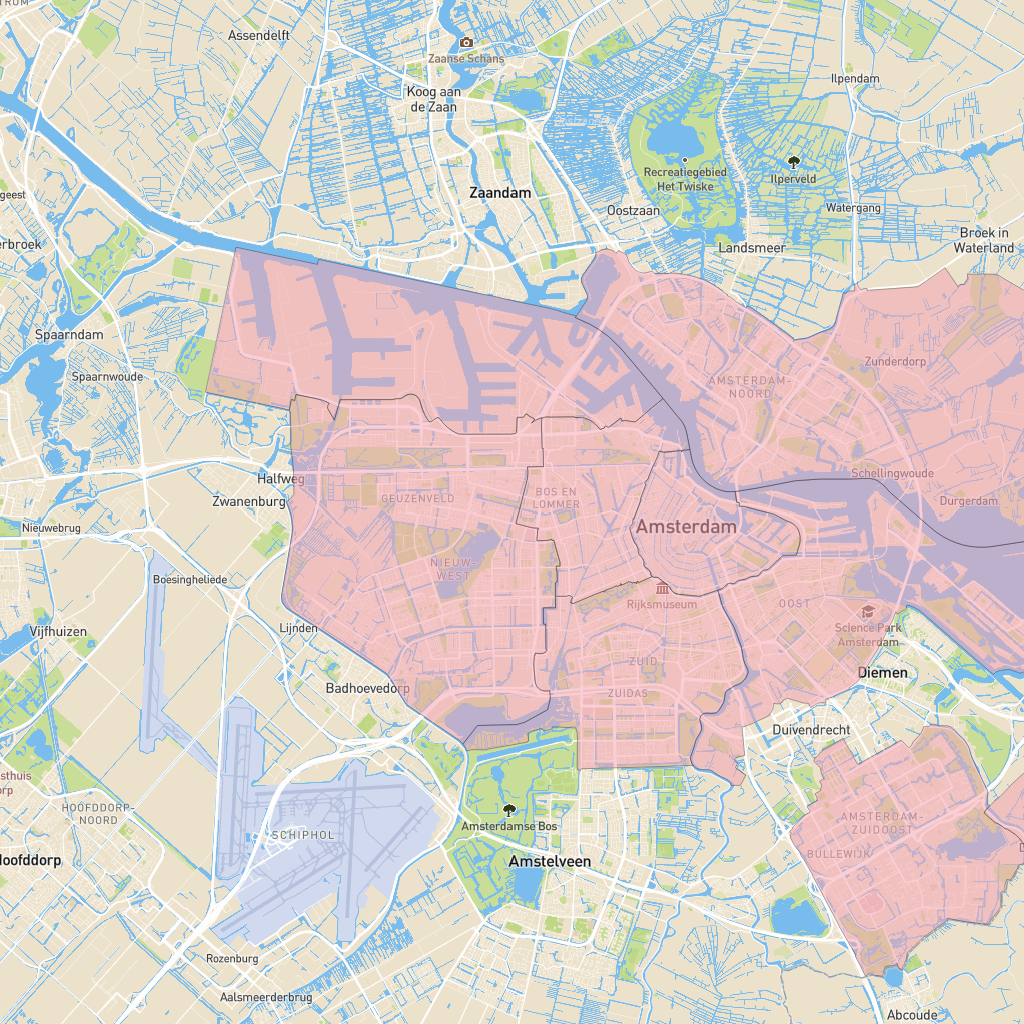 Assendelft
Zaanse Schans
Koog aan
de Zaan
Ilpendam
Zaandam
Recreatiegebied
Het Twiske
Ilperveld
Oostzaan
Watergang
Landsmeer
Broek in
Waterland
geest
erbroek
Spaarndam
Spaarnwoude
Zunderdorp
AMSTERDAM-
NOORD
Halfweg
Zwanenburg
GEUZENVELD
BOS EN
LOMMER
Schellingwoude
Durgerdam
Nieuwebrug
Amsterdam
Boesingheliede
NIEUW-
WEST
Rijksmuseum
OOST
Science Park
Amsterdam
Vijfhuizen
Lijnden
ZUID
Diemen
Badhoevedorp
ZUIDAS
Duivendrecht
sthuis
orp
HOOFDDORP-
NOORD
SCHIPHOL
Amsterdamse Bos
AMSTERDAM-
ZUIDOOST
BULLEWIJK
Hoofddorp
Amstelveen
Rozenburg
Aalsmeerderbrug
Abcoude